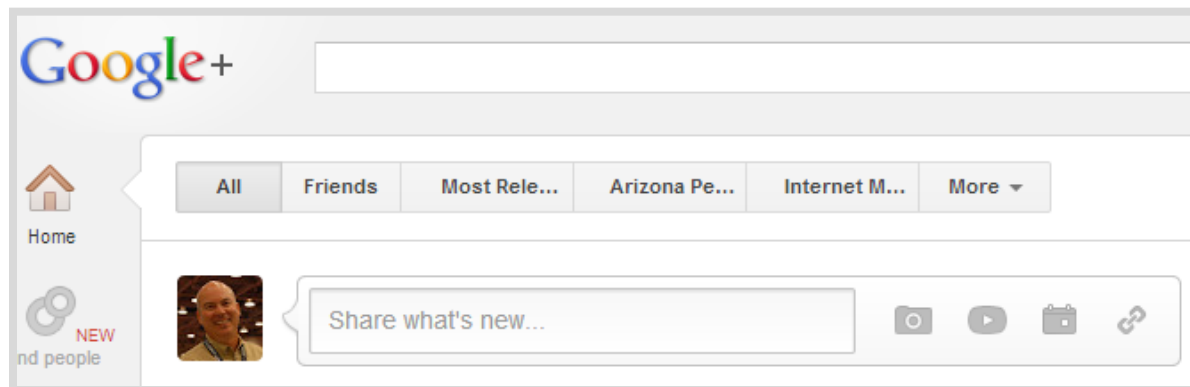 Google+
All Friends Most Rele... Arizona Pe... Internet M... More
Home
Share what's new...
NEW
nd people